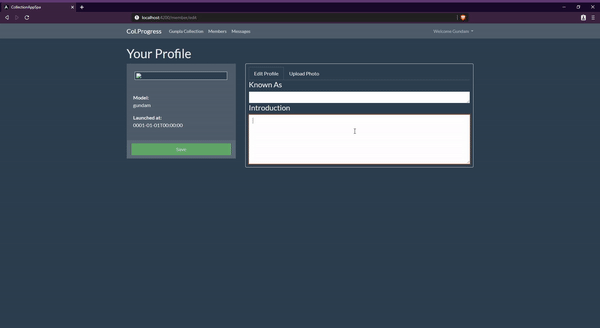 CollectionAppSpa
localhost:4200/member/edit
Col.Progress Gunpla Collection Members Messages Welcome Gundam
Your Profile
Edit Profile Upload Photo
Known As
Introduction
Model:
gundam
Launched at:
0001-01-01T00:00:00
Save